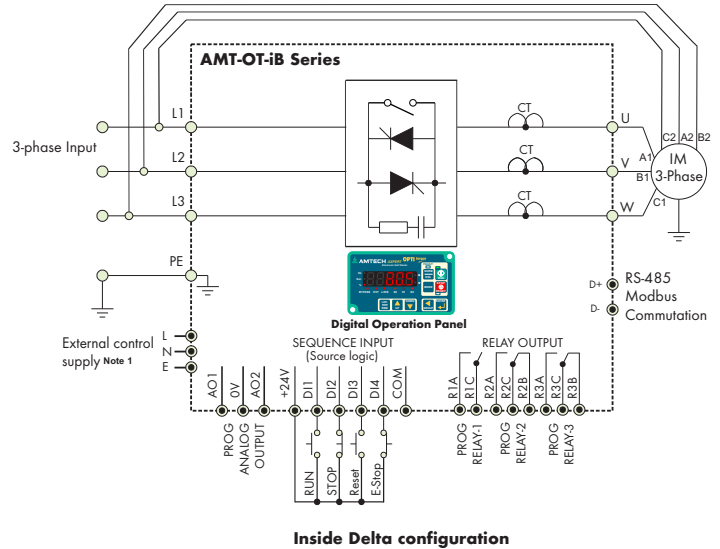 AMT-OT-iB Series
C2 A2 B2
L1
CT
U
3-phase Input
A1
IM
3-Phase
L2
CT
V
B1
C1
L3
CT
W
PE
AMTECH
80.5
Digital Operation Panel
D+
D-
RS-485
Modbus
Commutation
External control
supply Note 1
L
N
E
SEQUENCE INPUT
(Source logic)
RELAY OUTPUT
AO1
0V
AO2
+24V
DI1
DI2
DI3
DI4
COM
R1A
R1C
R2A
R2C
R2B
R3A
R3C
R3B
PROG
ANALOG
OUTPUT
RUN
STOP
Reset
E-Stop
PROG
RELAY-1
PROG
RELAY-2
PROG
RELAY-3
Inside Delta configuration